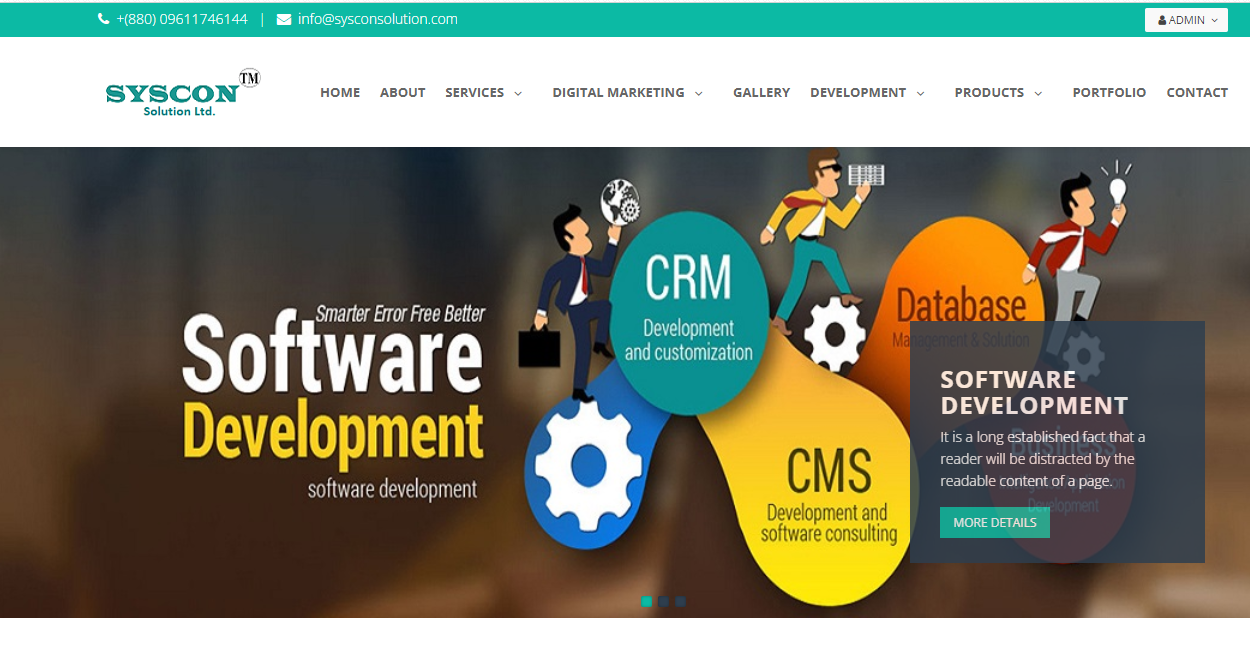 +(880) 09611746144 | info@sysconsolution.com
ADMIN
SYSCON TM
Solution Ltd.
HOME ABOUT SERVICES DIGITAL MARKETING GALLERY DEVELOPMENT PRODUCTS PORTFOLIO CONTACT
Smarter Error Free Better
Software
Development
software development
CRM
Development
and customization
CMS
Development and
software consulting
Database
Management & Solution
Business
Development
SOFTWARE
DEVELOPMENT
It is a long established fact that a
reader will be distracted by the
readable content of a page.
MORE DETAILS